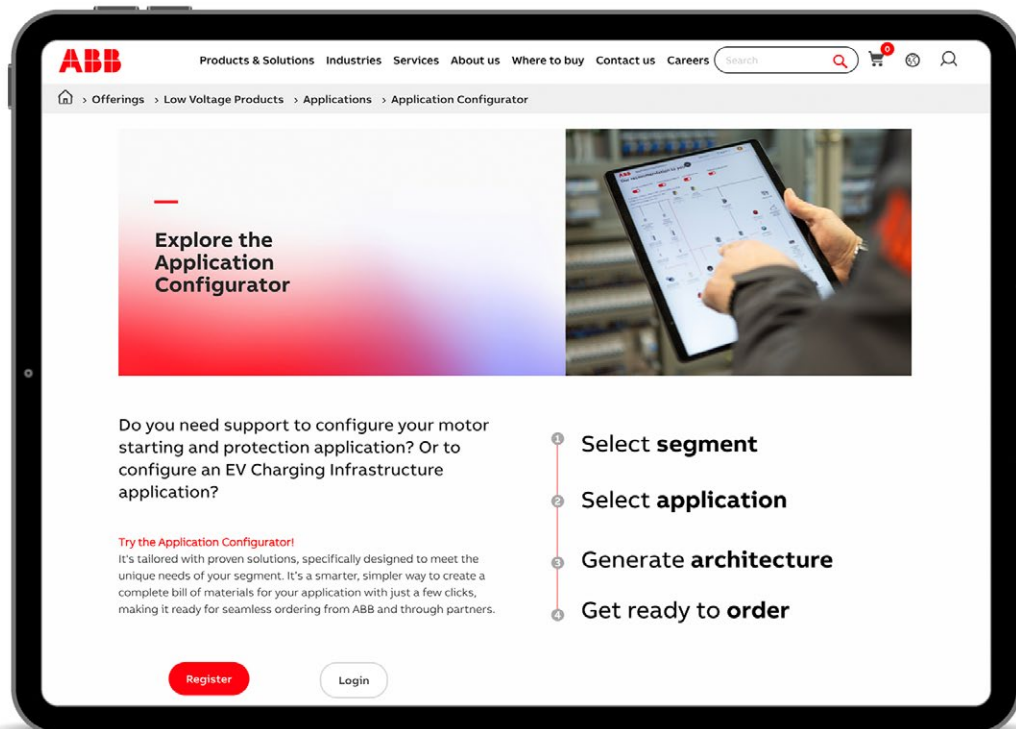 ABB
Products & Solutions Industries Services About us Where to buy Contact us Careers Search 0
> Offerings > Low Voltage Products > Applications > Application Configurator
Explore the
Application
Configurator
ABB
Do you need support to configure your motor
starting and protection application? Or to
configure an EV Charging Infrastructure
application?
Try the Application Configurator!
It's tailored with proven solutions, specifically designed to meet the
unique needs of your segment. It's a smarter, simpler way to create a
complete bill of materials for your application with just a few clicks,
making it ready for seamless ordering from ABB and through partners.
Register
Login
1 Select segment
2 Select application
3 Generate architecture
4 Get ready to order